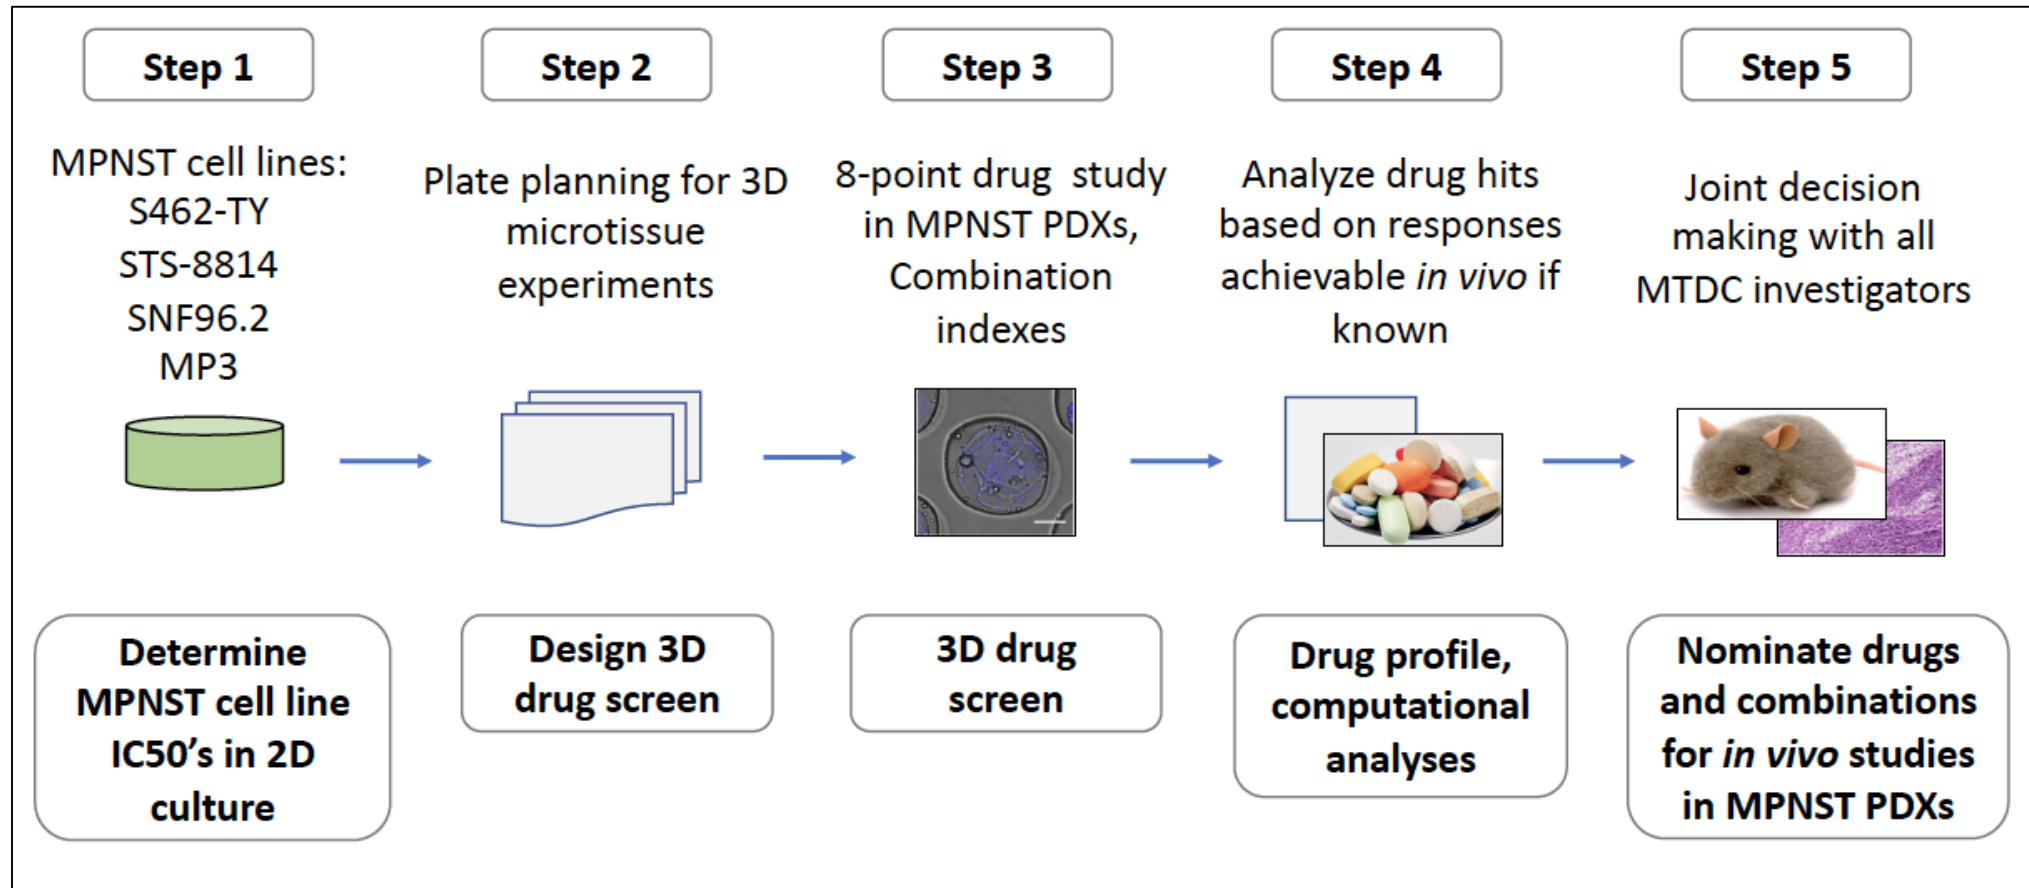 Step 1
MPNST cell lines:
S462-TY
STS-8814
SNF96.2
MP3
Determine
MPNST cell line
IC50’s in 2D
culture
Step 2
Plate planning for 3D
microtissue
experiments
Design 3D
drug screen
Step 3
8-point drug study
in MPNST PDXs,
Combination
indexes
3D drug
screen
Step 4
Analyze drug hits
based on responses
achievable in vivo if
known
Drug profile,
computational
analyses
Step 5
Joint decision
making with all
MTDC investigators
Nominate drugs
and combinations
for in vivo studies
in MPNST PDXs